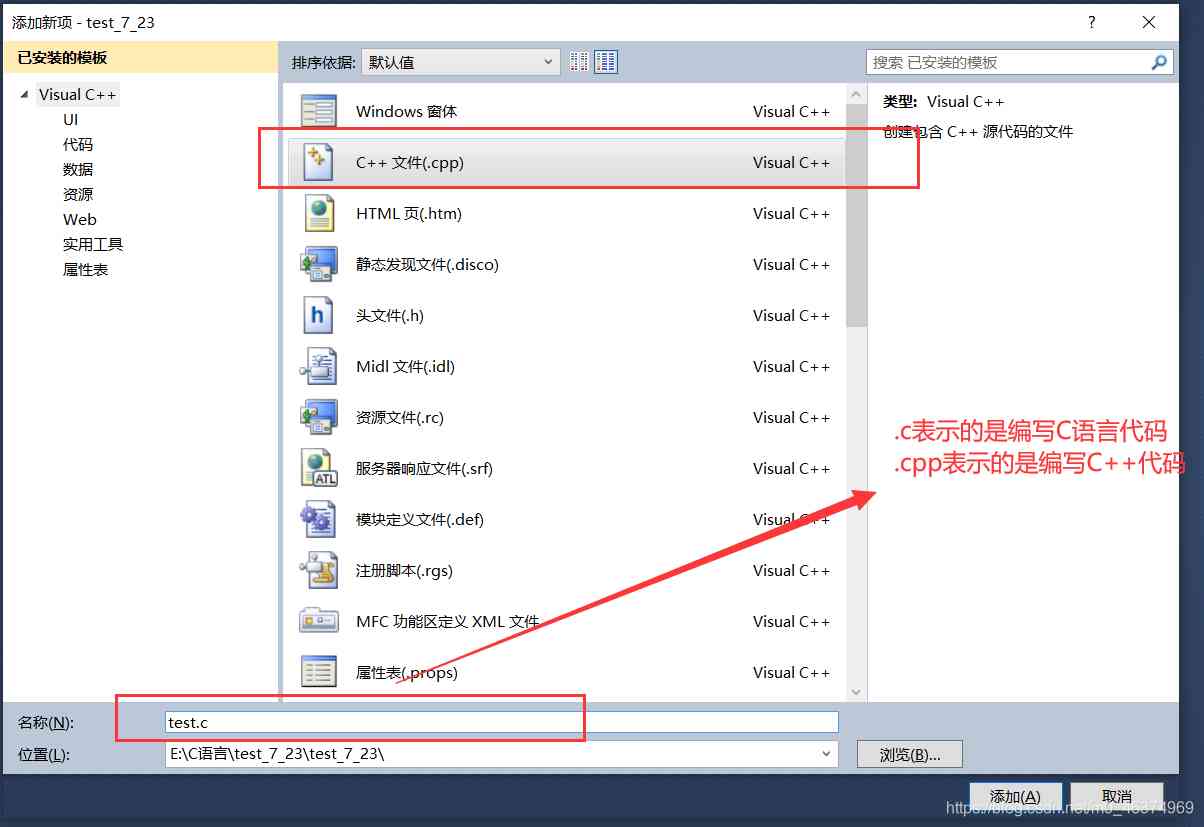 添加新项 - test_7_23
?
已安装的模板
Visual C++
UI
代码
数据
资源
Web
实用工具
属性表
排序依据: 默认值
搜索 已安装的模板
Windows 窗体 Visual C++
C++ 文件(.cpp) Visual C++
HTML 页(.htm) Visual C++
静态发现文件(.disco) Visual C++
h 头文件(.h) Visual C++
Midl 文件(.idl) Visual C++
资源文件(.rc) Visual C++
ATL 服务器响应文件(.srf) Visual C++
模块定义文件(.def) Visual C++
注册脚本(.rgs) Visual C++
MFC 功能区定义 XML 文件 Visual C++
属性表(.props) Visual C++
类型: Visual C++
创建包含 C++ 源代码的文件
.c表示的是编写C语言代码
.cpp表示的是编写C++代码
名称(N): test.c
位置(L): E:\C语言\test_7_23\test_7_23\
浏览(B)...
添加(A) 取消
https://blog.csdn.net/m0_46374969